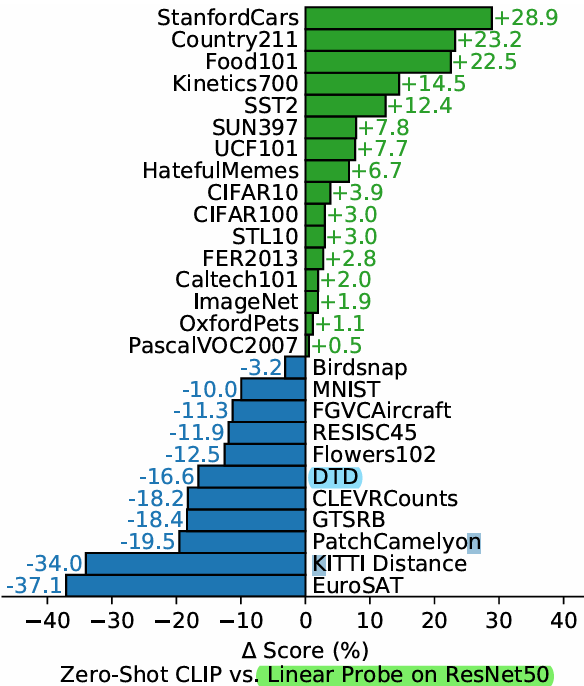 StanfordCars +28.9
Country211 +23.2
Food101 +22.5
Kinetics700 +14.5
SST2 +12.4
SUN397 +7.8
UCF101 +7.7
HatefulMemes +6.7
CIFAR10 +3.9
CIFAR100 +3.0
STL10 +3.0
FER2013 +2.8
Caltech101 +2.0
ImageNet +1.9
OxfordPets +1.1
PascalVOC2007 +0.5
-3.2 Birdsnap
-10.0 MNIST
-11.3 FGVCAircraft
-11.9 RESISC45
-12.5 Flowers102
-16.6 DTD
-18.2 CLEVRCounts
-18.4 GTSRB
-19.5 PatchCamelyon
-34.0 KITTI Distance
-37.1 EuroSAT
−40 −30 −20 −10 0 10 20 30 40
Δ Score (%)
Zero-Shot CLIP vs. Linear Probe on ResNet50